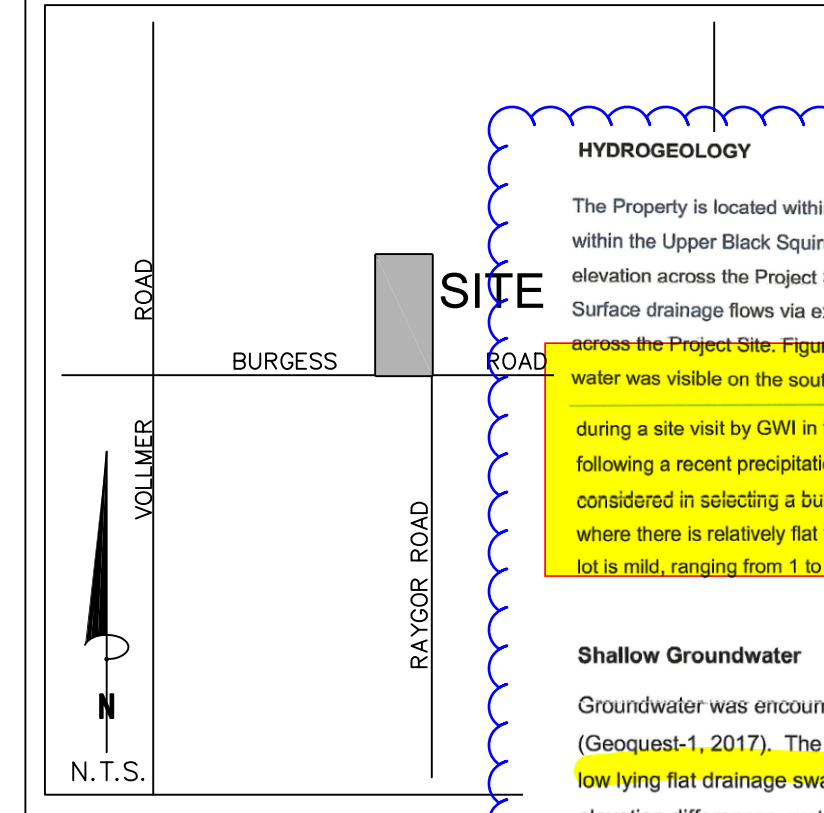 ROAD
VOLLMER
BURGESS
SITE
ROAD
RAYGOR ROAD
N
N.T.S.
HYDROGEOLOGY
The Property is located withi
within the Upper Black Squir
elevation across the Project
Surface drainage flows via e
across the Project Site. Figur
water was visible on the sout
during a site visit by GWI in
following a recent precipitati
considered in selecting a bu
where there is relatively flat
lot is mild, ranging from 1 to
Shallow Groundwater
Groundwater was encoun
(Geoquest-1, 2017). The
low lying flat drainage swa